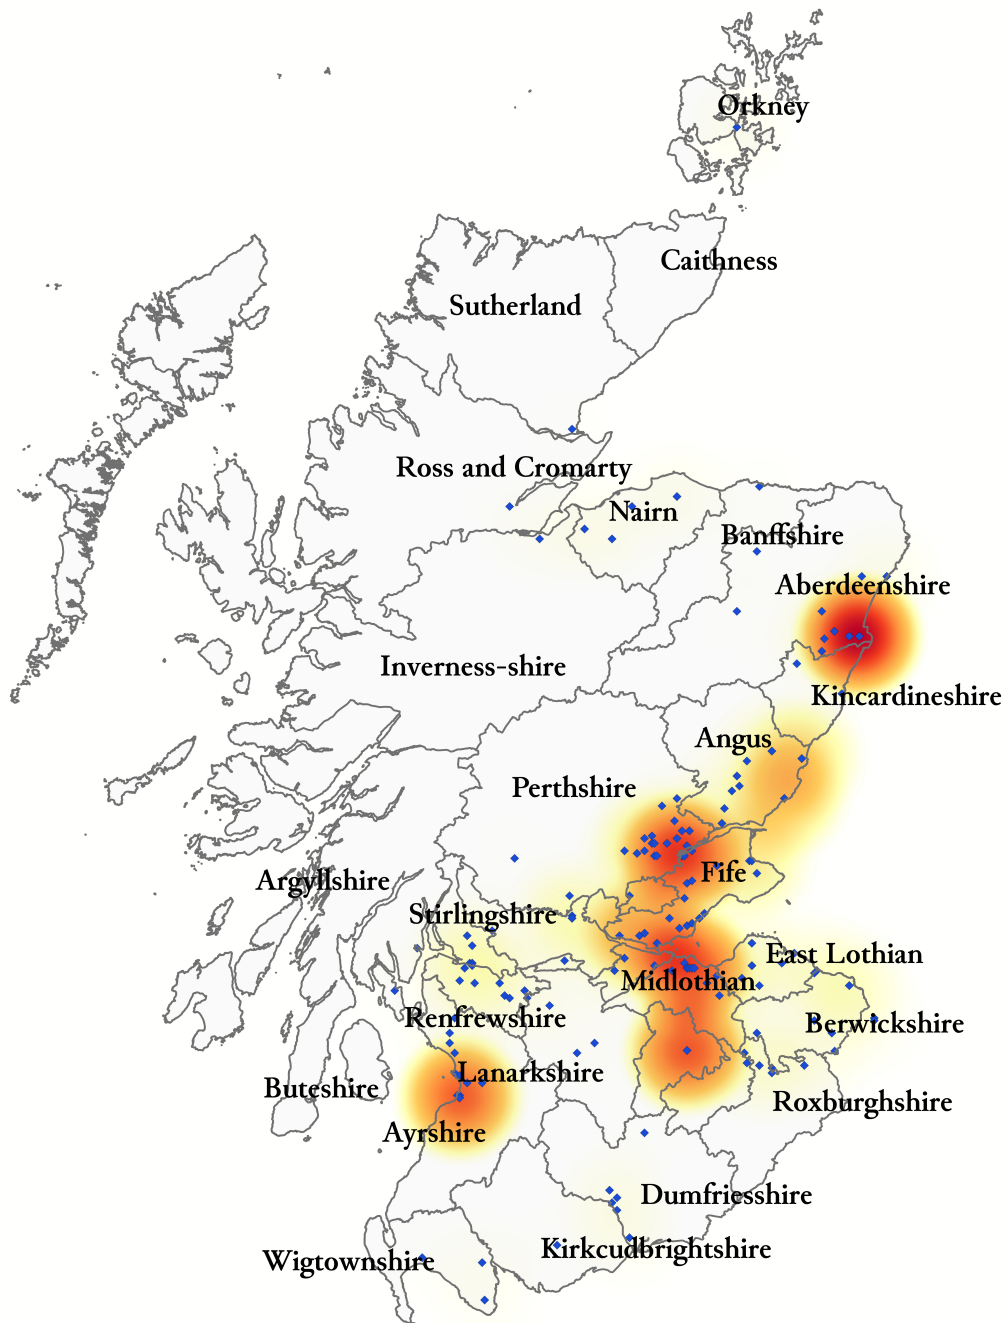 Orkney
Caithness
Sutherland
Ross and Cromarty
Nairn
Banffshire
Aberdeenshire
Inverness-shire
Kincardineshire
Angus
Perthshire
Fife
Argyllshire
Stirlingshire
East Lothian
Midlothian
Renfrewshire
Berwickshire
Lanarkshire
Buteshire
Roxburghshire
Ayrshire
Dumfriesshire
Kirkcudbrightshire
Wigtownshire